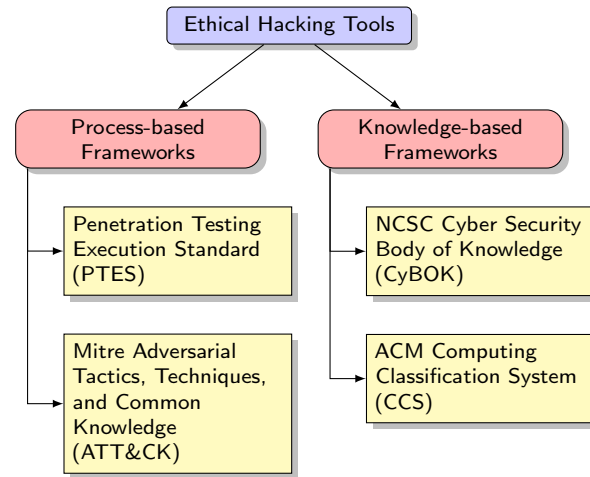 Ethical Hacking Tools
Process-based
Frameworks
Knowledge-based
Frameworks
Penetration Testing
Execution Standard
(PTES)
NCSC Cyber Security
Body of Knowledge
(CyBOK)
Mitre Adversarial
Tactics, Techniques,
and Common
Knowledge
(ATT&CK)
ACM Computing
Classification System
(CCS)